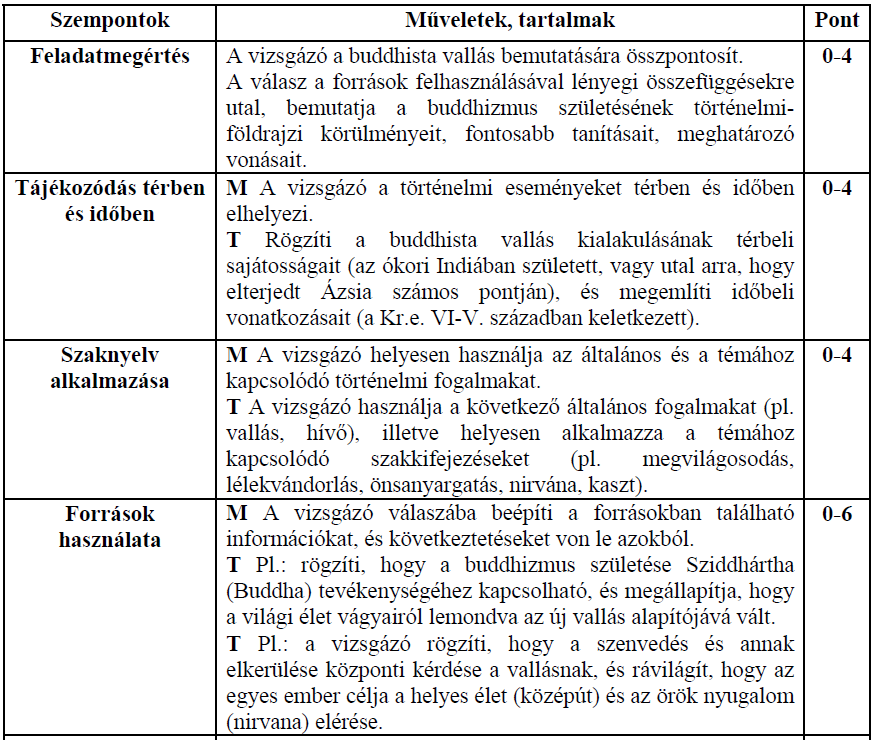 Szempontok Műveletek, tartalmak Pont
Feladatmegértés A vizsgázó a buddhista vallás bemutatására összpontosít. 0-4
A válasz a források felhasználásával lényegi összefüggésekre
utal, bemutatja a buddhizmus születésének történelmi-
földrajzi körülményeit, fontosabb tanításait, meghatározó
vonásait.
Tájékozódás térben M A vizsgázó a történelmi eseményeket térben és időben 0-4
és időben elhelyezi.
T Rögzíti a buddhista vallás kialakulásának térbeli
sajátosságait (az ókori Indiában született, vagy utal arra, hogy
elterjedt Ázsia számos pontján), és megemlíti időbeli
vonatkozásait (a Kr.e. VI-V. században keletkezett).
Szaknyelv M A vizsgázó helyesen használja az általános és a témához 0-4
alkalmazása kapcsolódó történelmi fogalmakat.
T A vizsgázó használja a következő általános fogalmakat (pl.
vallás, hívő), illetve helyesen alkalmazza a témához
kapcsolódó szakkifejezéseket (pl. megvilágosodás,
lélekvándorlás, önsanyargatás, nirvána, kaszt).
Források M A vizsgázó válaszába beépíti a forrásokban található 0-6
használata információkat, és következtetéseket von le azokból.
T Pl.: rögzíti, hogy a buddhizmus születése Sziddhártha
(Buddha) tevékenységéhez kapcsolható, és megállapítja, hogy
a világi élet vágyairól lemondva az új vallás alapítójává vált.
T Pl.: a vizsgázó rögzíti, hogy a szenvedés és annak
elkerülése központi kérdése a vallásnak, és rávilágít, hogy az
egyes ember célja a helyes élet (középút) és az örök nyugalom
(nirvana) elérése.